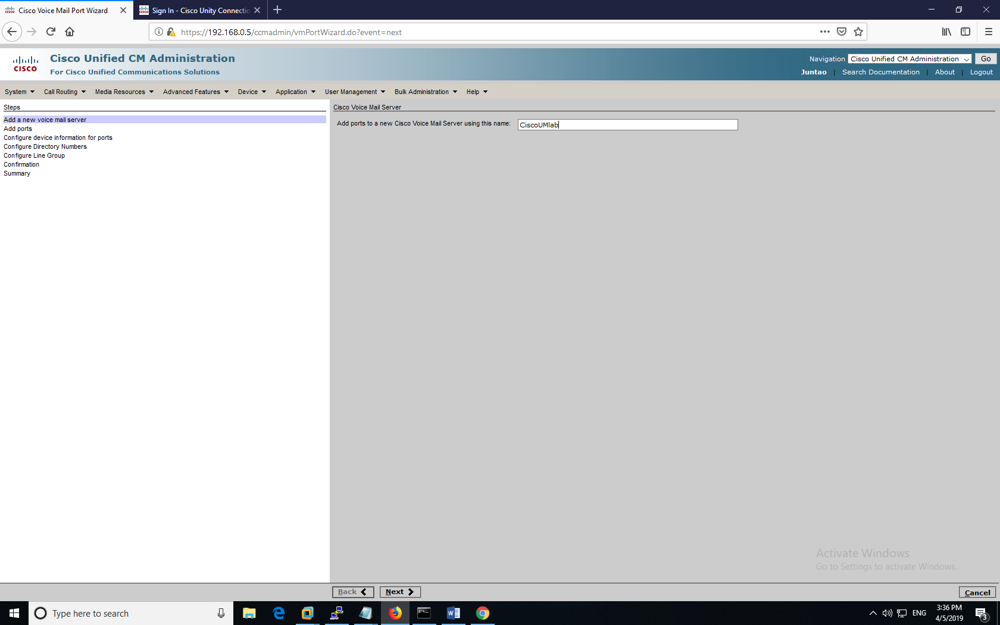 Cisco Voice Mail Port Wizard
Sign In - Cisco Unity Connectio
https://192.168.0.5/ccmadmin/vmPortWizard.do?event=next
CISCO
Cisco Unified CM Administration
For Cisco Unified Communications Solutions
Navigation Cisco Unified CM Administration Go
Juntao | Search Documentation | About | Logout
System Call Routing Media Resources Advanced Features Device Application User Management Bulk Administration Help
Steps
Add a new voice mail server
Add ports
Configure device information for ports
Configure Directory Numbers
Configure Line Group
Confirmation
Summary
Cisco Voice Mail Server
Add ports to a new Cisco Voice Mail Server using this name: CiscoUMlab
Activate Windows
Go to Settings to activate Windows.
Back Next Cancel
Type here to search
ENG
3:36 PM
4/5/2019
3